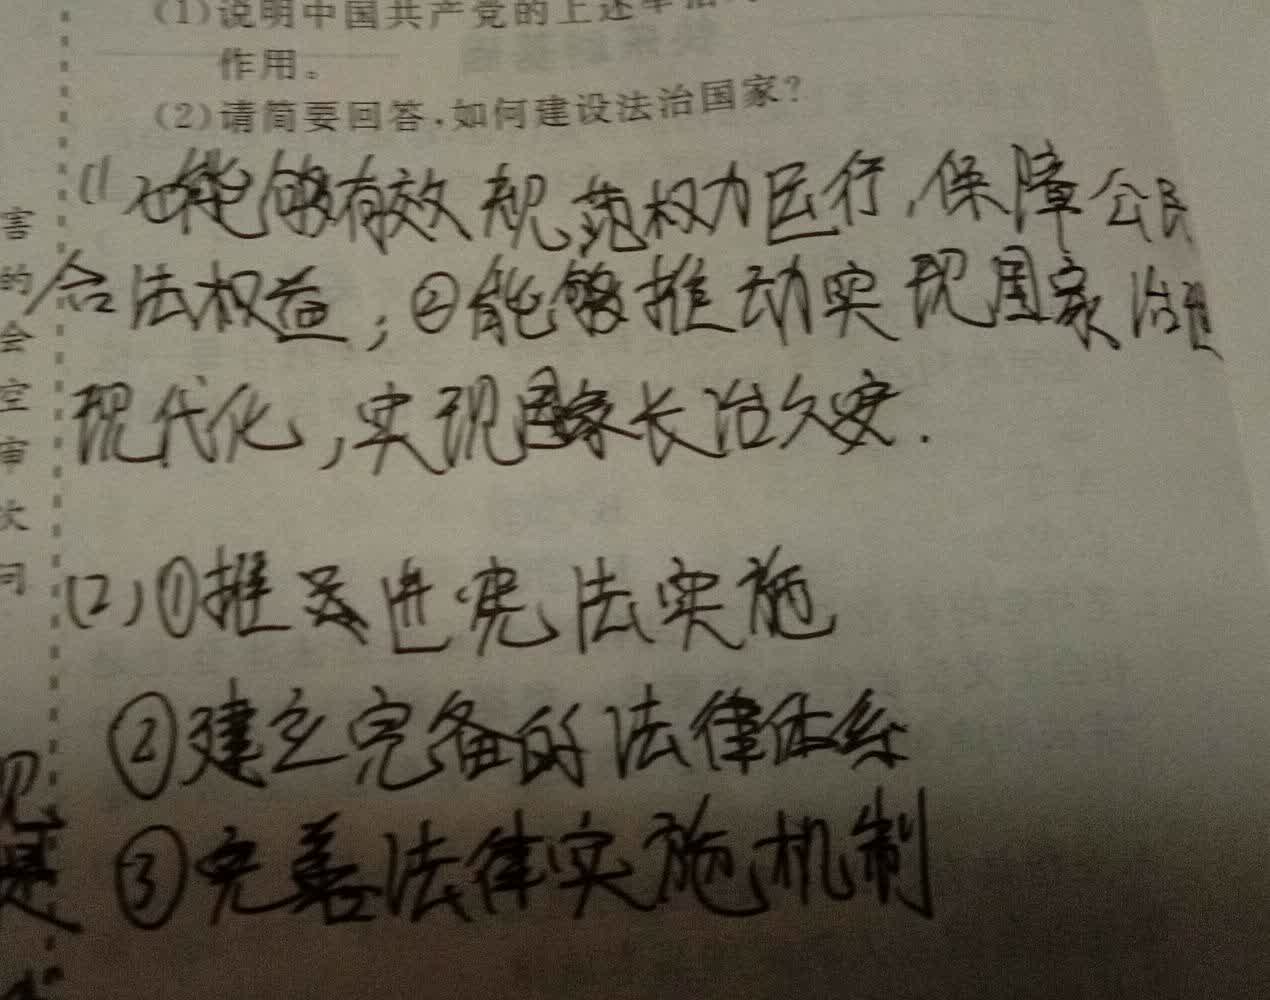 (1)说明中国共产党的上述举措
作用。
(2)请简要回答,如何建设法治国家?
(1 能够有效规范权力运行,保障公民
合法权益;②能够推动实现国家治理
现代化,实现国家长治久安.
(2)①推进宪法实施
②建立完备的法律体系
③完善法律实施机制
害
的
会
空
审
大
司